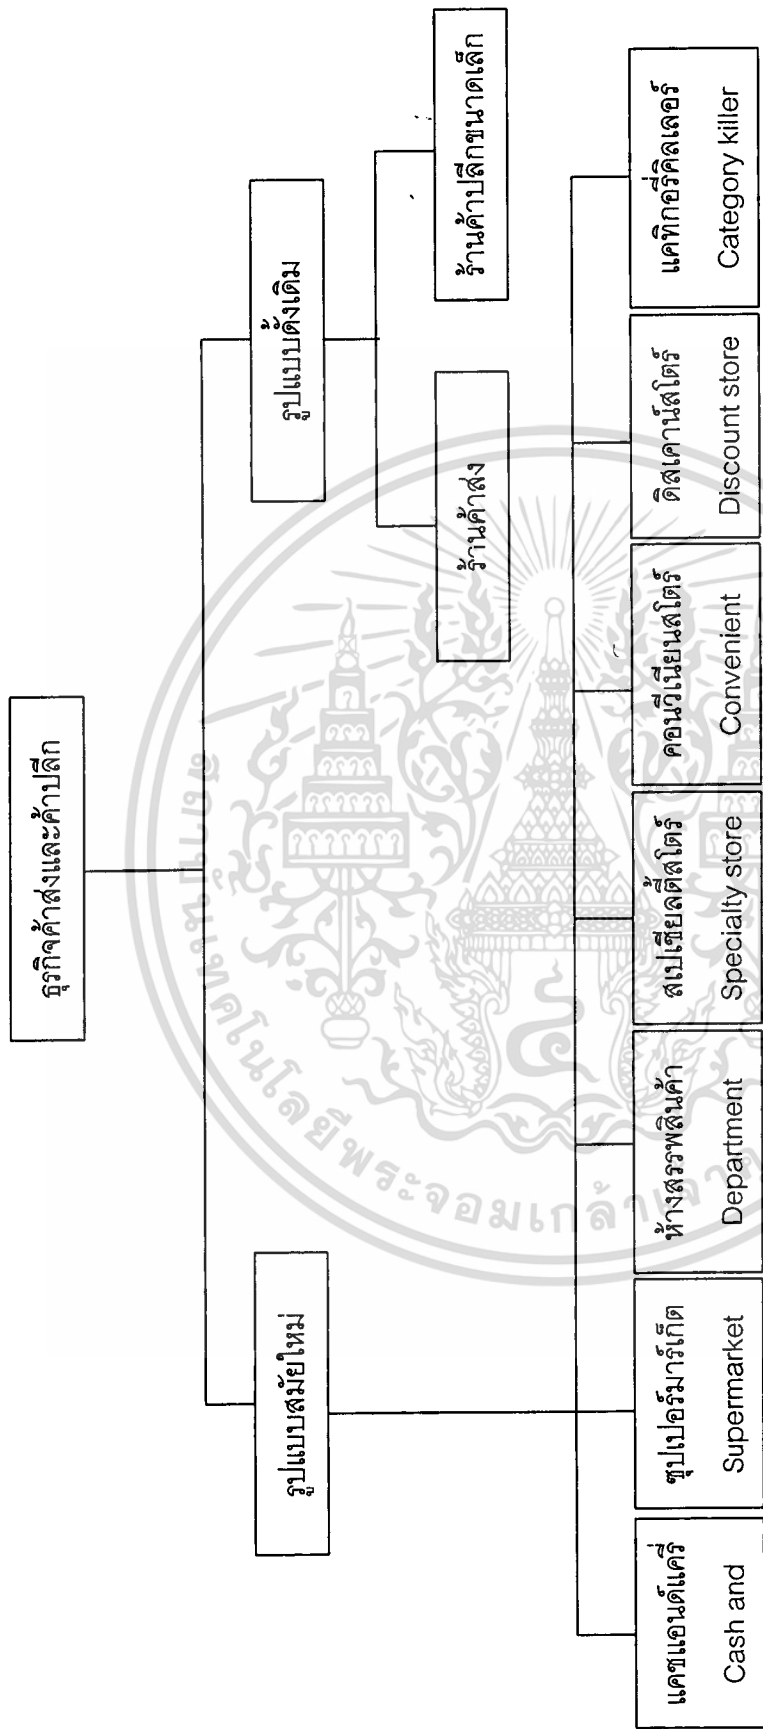 ธุรกิจค้าส่งและค้าปลีก
รูปแบบสมัยใหม่
รูปแบบดั้งเดิม
ร้านค้าส่ง
ร้านค้าปลีกขนาดเล็ก
แคชแอนด์แครี่
Cash and
ซุปเปอร์มาร์เก็ต
Supermarket
ห้างสรรพสินค้า
Department
สเปเชียลตี้สโตร์
Specialty store
คอนวีเนียนสโตร์
Convenient
ดิสเคาน์สโตร์
Discount store
แคทิกอรี่คิลเลอร์
Category killer